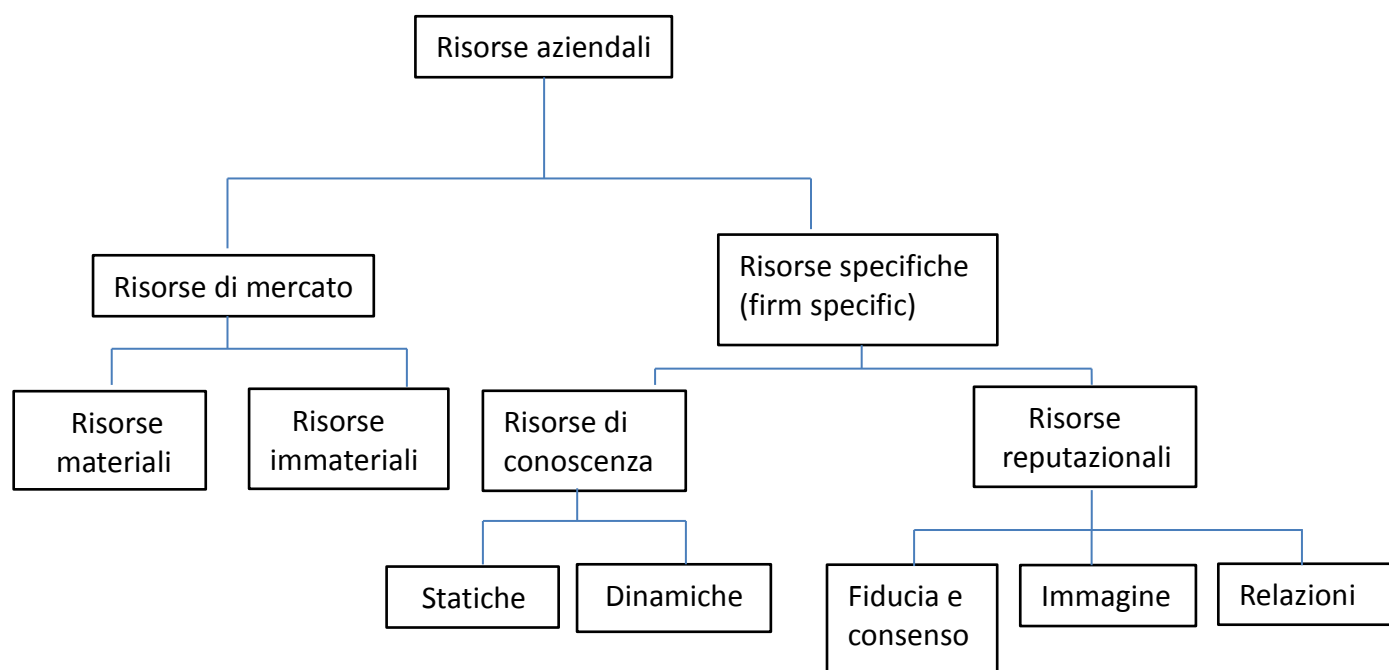 Risorse aziendali
Risorse di mercato
Risorse specifiche
(firm specific)
Risorse
materiali
Risorse
immateriali
Risorse di
conoscenza
Risorse
reputazionali
Statiche
Dinamiche
Fiducia e
consenso
Immagine
Relazioni